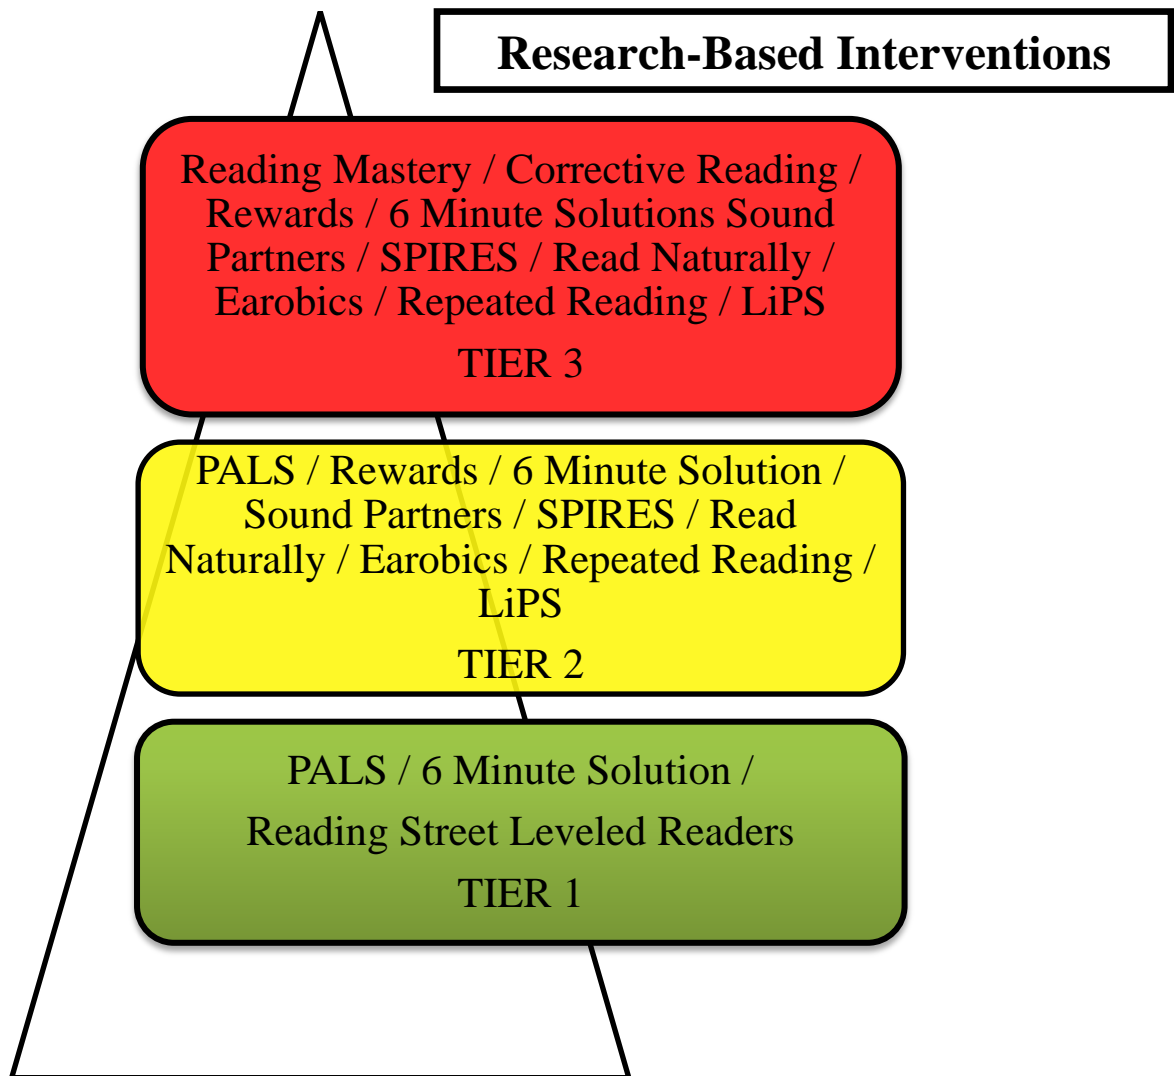 Research-Based Interventions
Reading Mastery / Corrective Reading /
Rewards / 6 Minute Solutions Sound
Partners / SPIRES / Read Naturally /
Earobics / Repeated Reading / LiPS
TIER 3
PALS / Rewards / 6 Minute Solution /
Sound Partners / SPIRES / Read
Naturally / Earobics / Repeated Reading /
LiPS
TIER 2
PALS / 6 Minute Solution /
Reading Street Leveled Readers
TIER 1